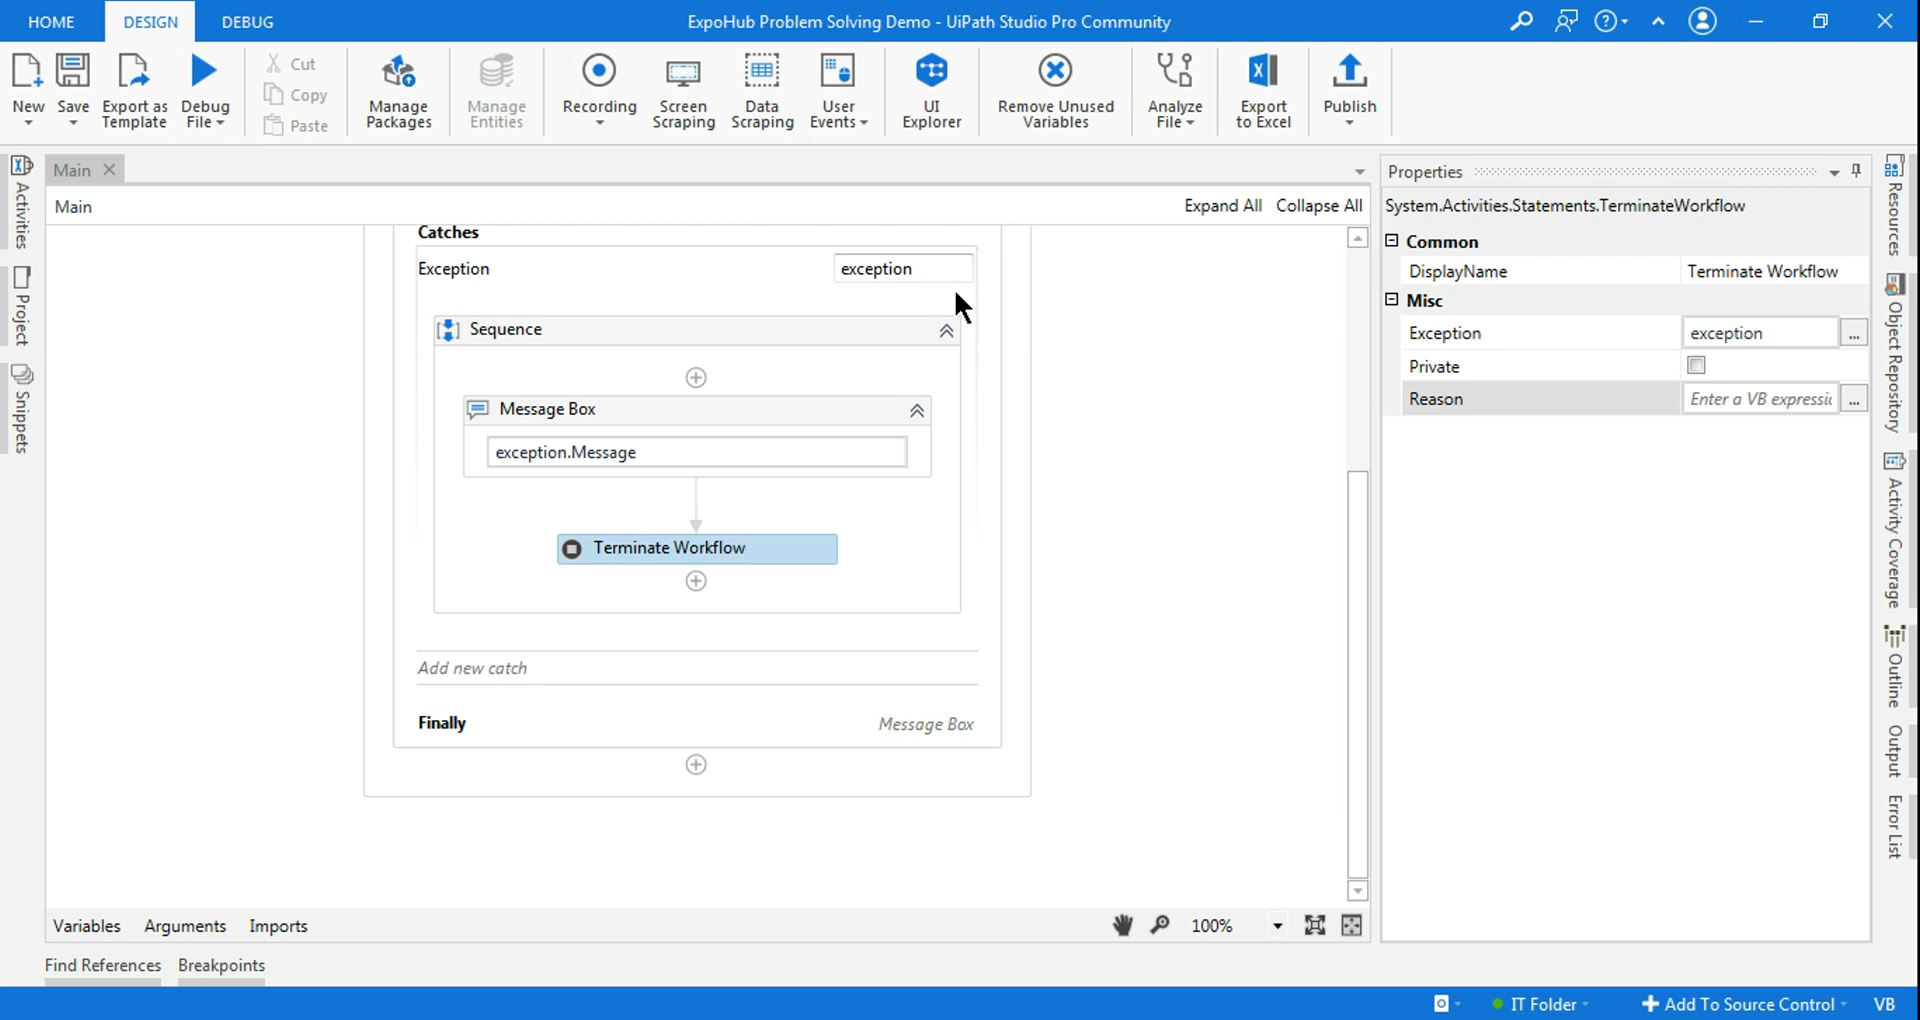 HOME
DESIGN
DEBUG
ExpoHub Problem Solving Demo - UiPath Studio Pro Community
New
Save
Export as
Template
Debug
File
Cut
Copy
Paste
Manage
Packages
Manage
Entities
Recording
Screen
Scraping
Data
Scraping
User
Events
UI
Explorer
Remove Unused
Variables
Analyze
File
Export
to Excel
Publish
Activities
Project
Snippets
Main
Main
Expand All
Collapse All
Catches
Exception
exception
Sequence
Message Box
exception.Message
Terminate Workflow
Add new catch
Finally
Message Box
Variables
Arguments
Imports
100%
Find References
Breakpoints
Properties
System.Activities.Statements.TerminateWorkflow
Common
DisplayName
Terminate Workflow
Misc
Exception
exception
...
Private
Reason
Enter a VB expressic
...
Resources
Object Repository
Activity Coverage
Outline
Output
Error List
IT Folder
Add To Source Control
VB